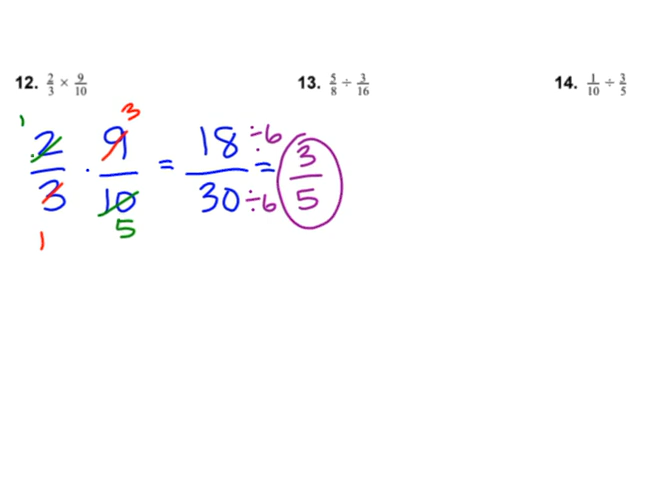 12. 2/3 × 9/10 13. 5/8 ÷ 3/16 14. 1/10 ÷ 3/5
1 3
2/3 · 9/10 = 18/30 ÷6/÷6 = 3/5
1 5